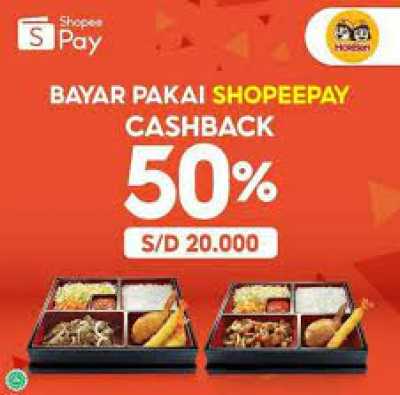 Shopee
S Pay
HokBen
BAYAR PAKAI SHOPEEPAY
CASHBACK
50%
S/D 20.000